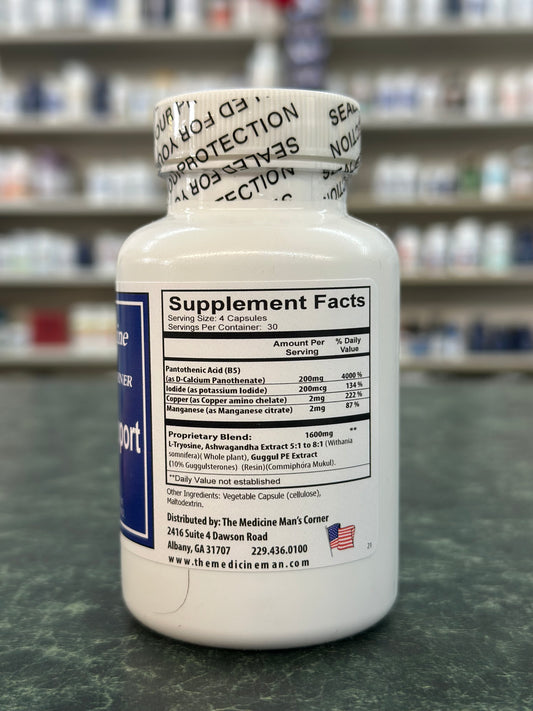 SEALED FOR
YOUR PROTECTION
SEALED
ine
NER
port
Supplement Facts
Serving Size: 4 Capsules
Servings Per Container: 30
Amount Per Serving
% Daily Value
Pantothenic Acid (B5)
(as D-Calcium Panothenate) 200mg 4000 %
Iodide (as potassium Iodide) 200mcg 134 %
Copper (as Copper amino chelate) 2mg 222 %
Manganese (as Manganese citrate) 2mg 87 %
Proprietary Blend: 1600mg **
L-Tryosine, Ashwagandha Extract 5:1 to 8:1 (Withania
somnifera)( Whole plant), Guggul PE Extract
(10% Guggulsterones) (Resin)(Commiphora Mukul).
**Daily Value not established
Other Ingredients: Vegetable Capsule (cellulose),
Maltodextrin.
Distributed by: The Medicine Man's Corner
2416 Suite 4 Dawson Road
Albany, GA 31707 229.436.0100
www.themedicineman.com